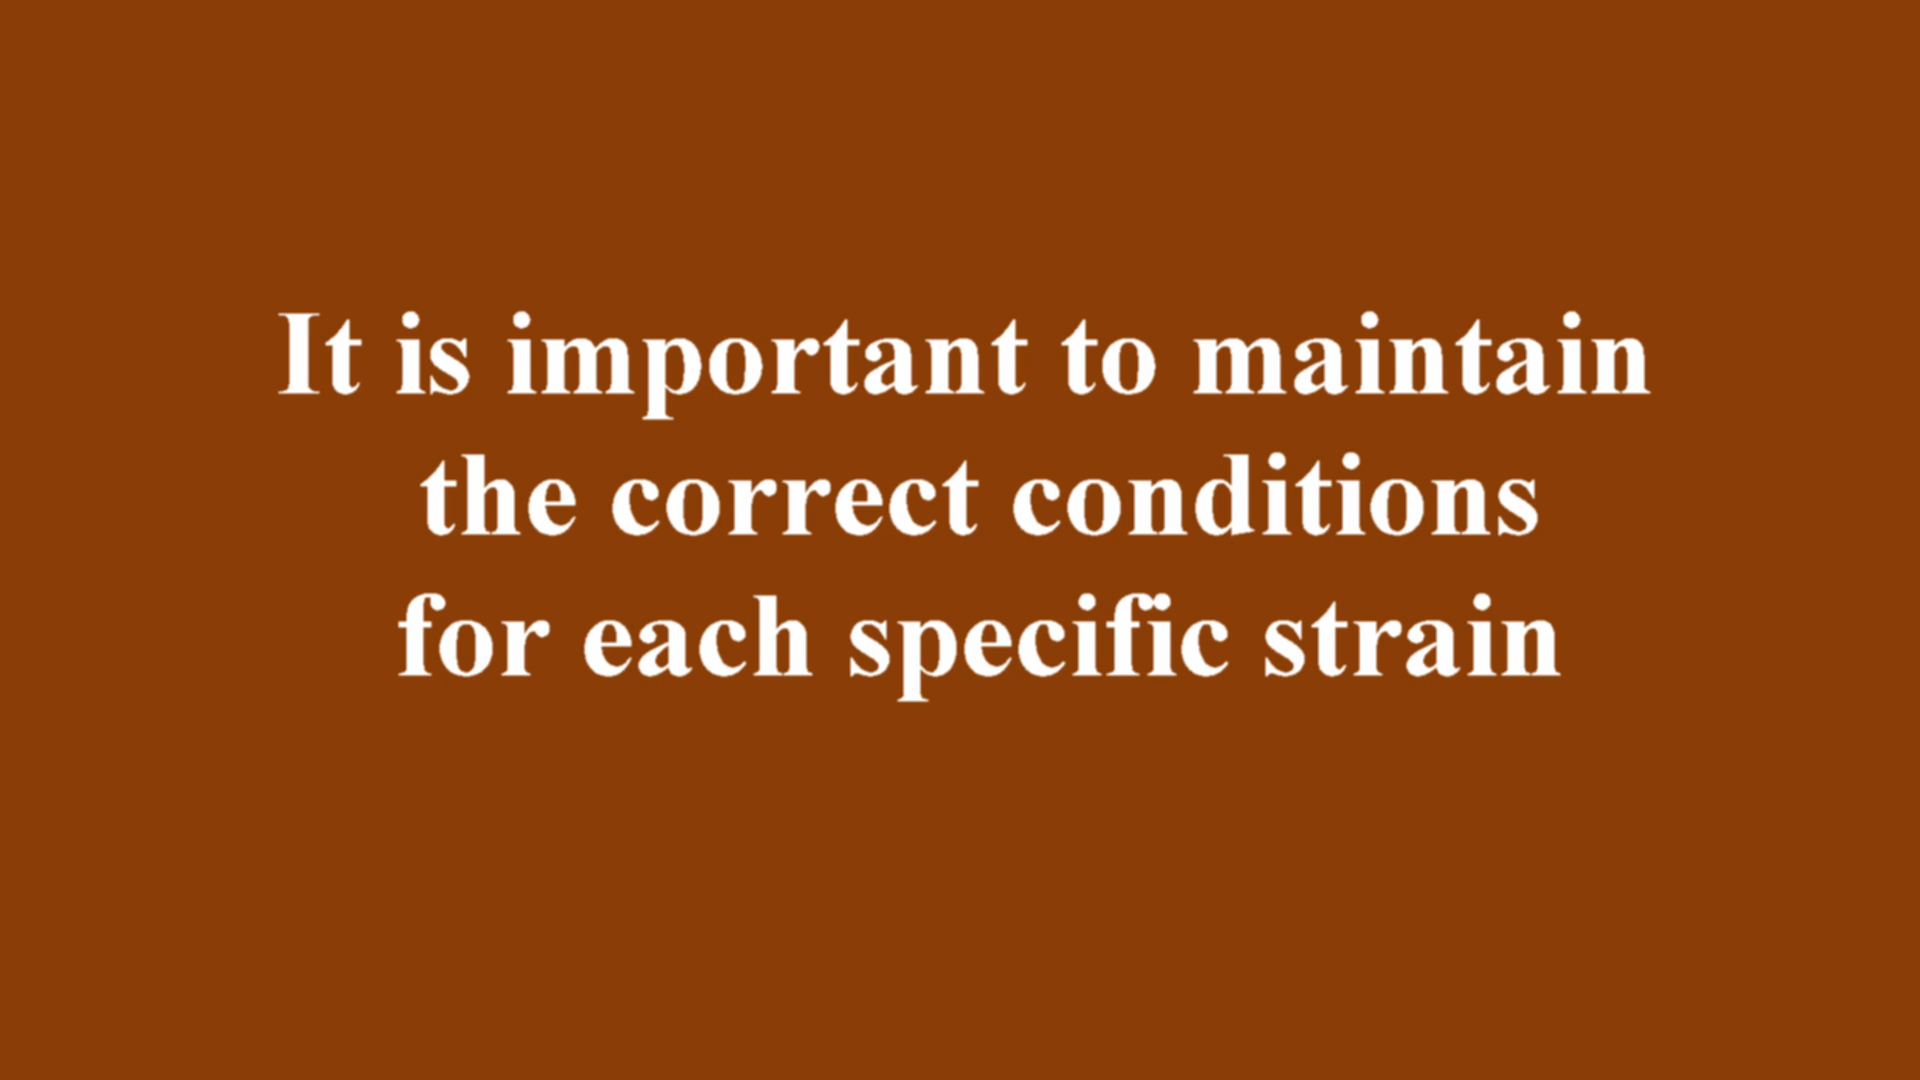 It is important to maintain
the correct conditions
for each specific strain